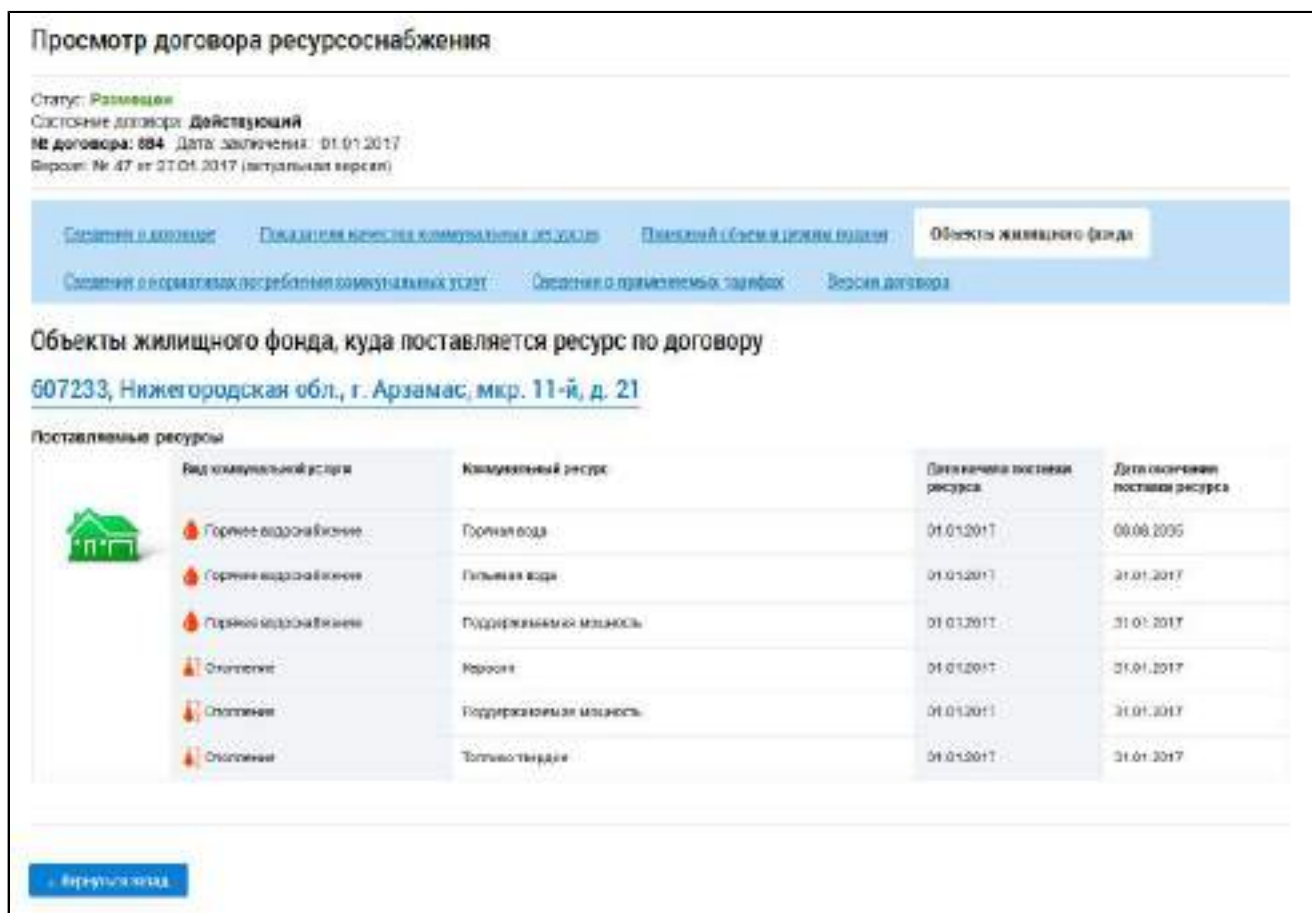 Просмотр договора ресурсоснабжения
Статус: Размещен
Состояние договора: Действующий
№ договора: 884 Дата заключения: 01.01.2017
Версия: № 47 от 27.01.2017 (актуальная версия)
Сведения о договоре Показатели качества коммунальных ресурсов Плановый объем и режим подачи Объекты жилищного фонда
Сведения о нормативах потребления коммунальных услуг Сведения о применяемых тарифах Версии договора
Объекты жилищного фонда, куда поставляется ресурс по договору
607233, Нижегородская обл., г. Арзамас, мкр. 11-й, д. 21
Поставляемые ресурсы
Вид коммунальной услуги Коммунальный ресурс Дата начала поставки ресурса Дата окончания поставки ресурса
Горячее водоснабжение Горячая вода 01.01.2017
Горячее водоснабжение Питьевая вода 01.01.2017 31.01.2017
Горячее водоснабжение Поддерживаемая мощность 01.01.2017 31.01.2017
Отопление Керосин 01.01.2017 31.01.2017
Отопление Поддерживаемая мощность 01.01.2017 31.01.2017
Отопление Топливо твердое 01.01.2017 31.01.2017
Вернуться назад